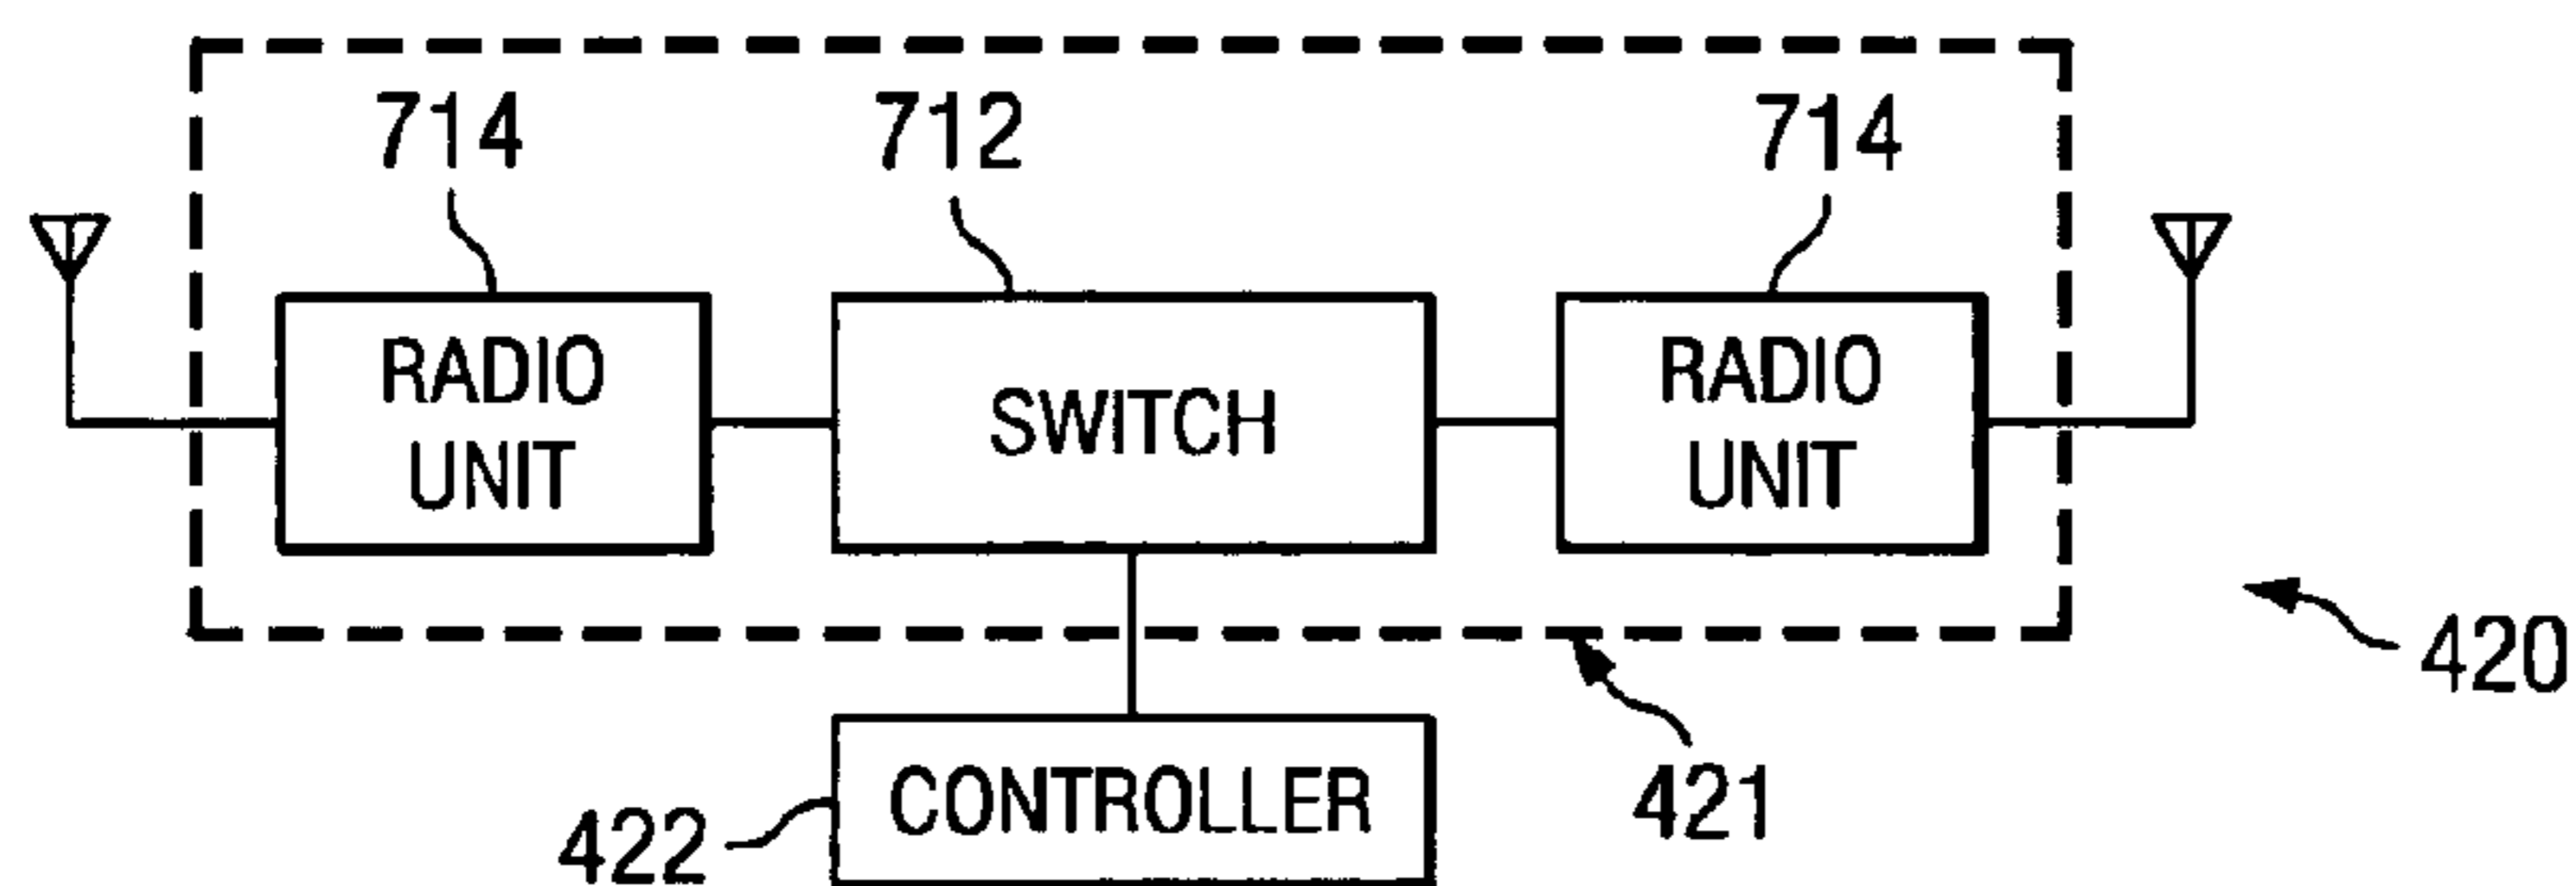 714
712
714
RADIO
UNIT
SWITCH
RADIO
UNIT
420
CONTROLLER
421
422